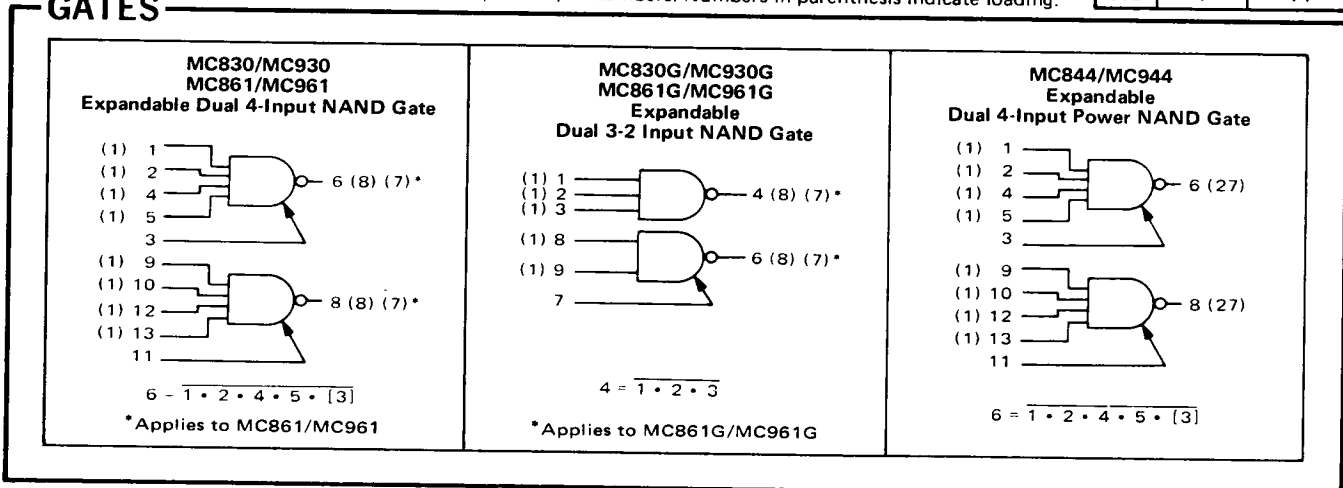 Numbers in parenthesis indicate loading.
GATES
MC830/MC930
MC861/MC961
Expandable Dual 4-Input NAND Gate
(1) 1
(1) 2
(1) 4
(1) 5
3
6 (8) (7)*
(1) 9
(1) 10
(1) 12
(1) 13
11
8 (8) (7)*
6 - 1 • 2 • 4 • 5 • [3]
*Applies to MC861/MC961
MC830G/MC930G
MC861G/MC961G
Expandable
Dual 3-2 Input NAND Gate
(1) 1
(1) 2
(1) 3
4 (8) (7)*
(1) 8
(1) 9
7
6 (8) (7)*
4 = 1 • 2 • 3
*Applies to MC861G/MC961G
MC844/MC944
Expandable
Dual 4-Input Power NAND Gate
(1) 1
(1) 2
(1) 4
(1) 5
3
6 (27)
(1) 9
(1) 10
(1) 12
(1) 13
11
8 (27)
6 = 1 • 2 • 4 • 5 • [3]